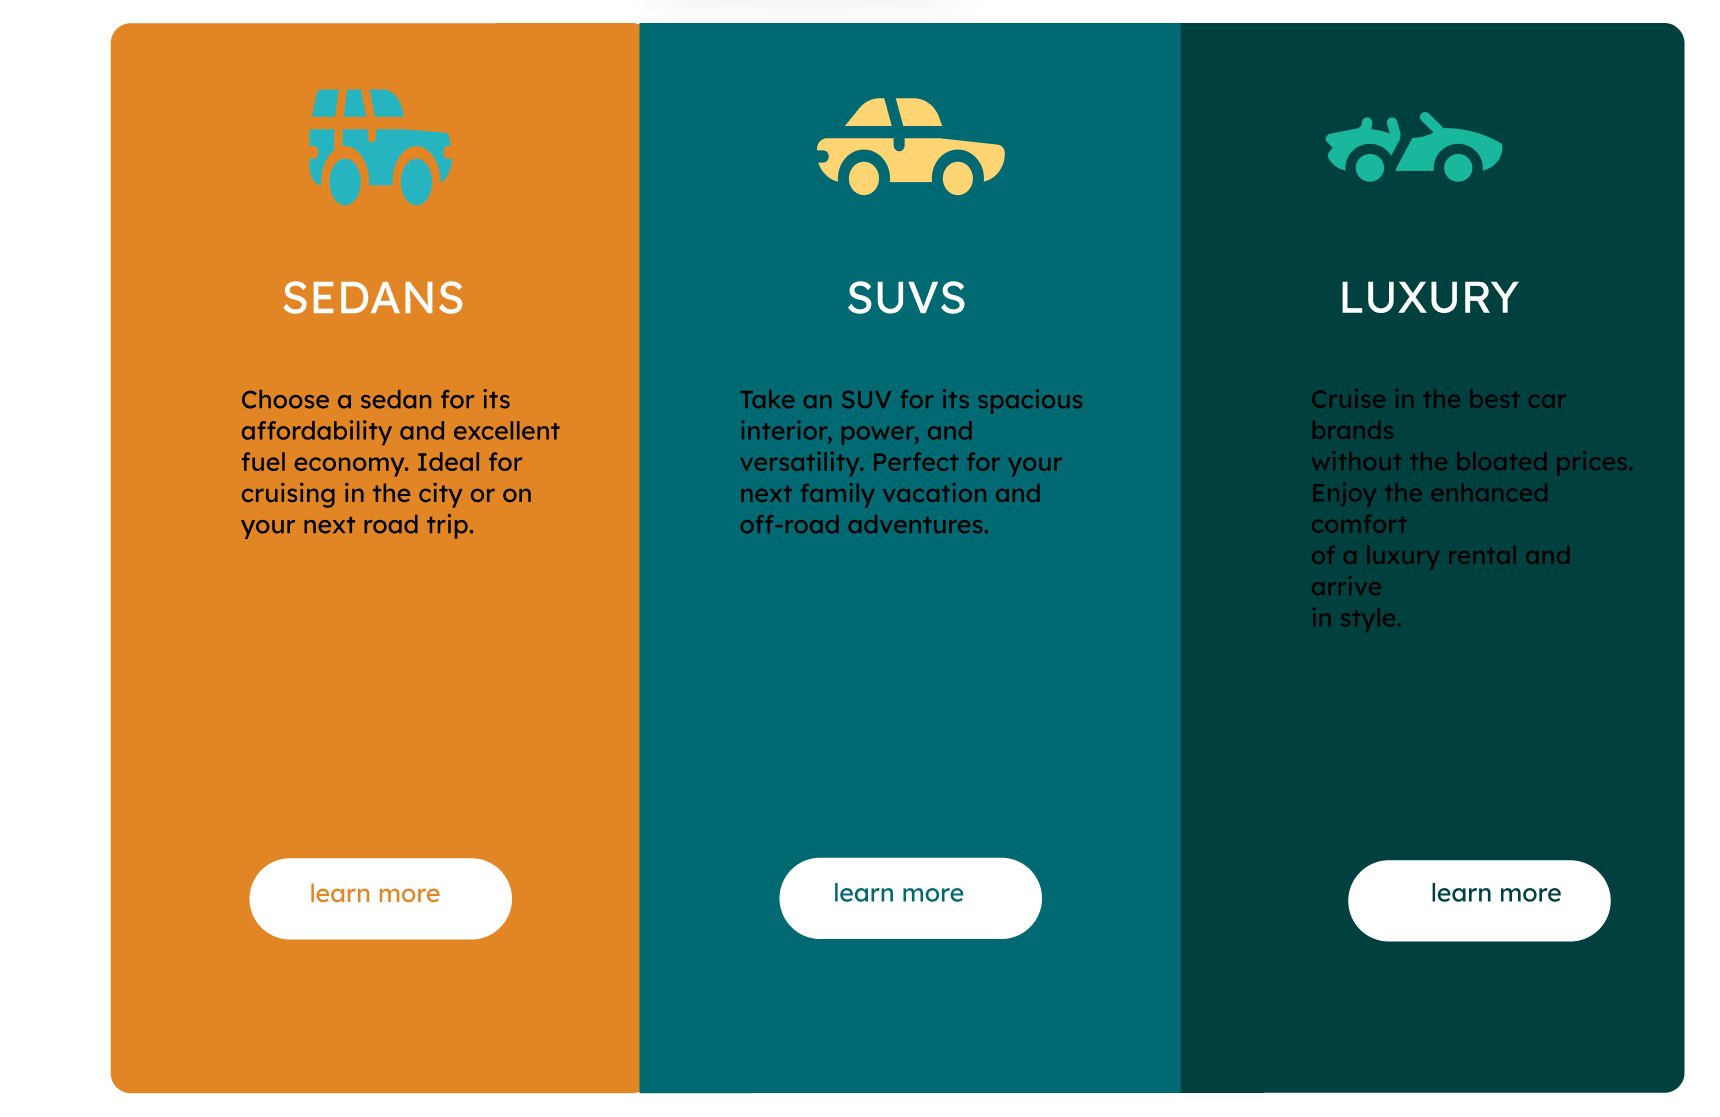 SEDANS
Choose a sedan for its
affordability and excellent
fuel economy. Ideal for
cruising in the city or on
your next road trip.
learn more
SUVS
Take an SUV for its spacious
interior, power, and
versatility. Perfect for your
next family vacation and
off-road adventures.
learn more
LUXURY
Cruise in the best car
brands
without the bloated prices.
Enjoy the enhanced
comfort
of a luxury rental and
arrive
in style.
learn more